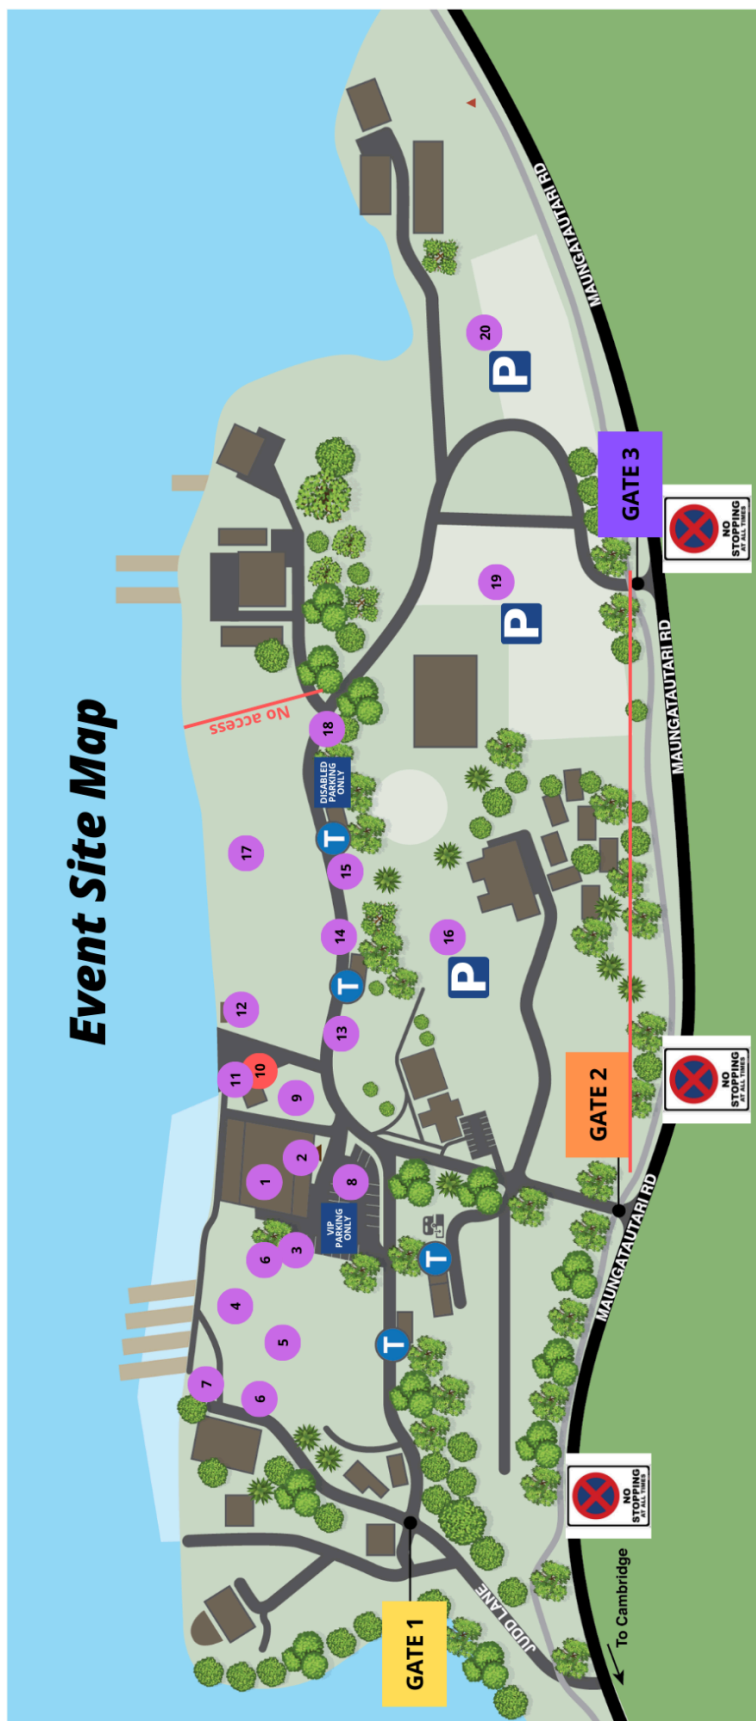 Event Site Map
No access
20
P
19
P
GATE 3
NO
STOPPING
AT ALL TIMES
MAUNGATAUTARI RD
MAUNGATAUTARI RD
18
DISABLED
PARKING
ONLY
T
17
15
14
16
P
T
13
12
11
10
9
2
1
8
VIP
PARKING
ONLY
3
6
4
5
7
6
T
T
GATE 2
NO
STOPPING
AT ALL TIMES
MAUNGATAUTARI RD
NO
STOPPING
AT ALL TIMES
GATE 1
JUDD LANE
To Cambridge